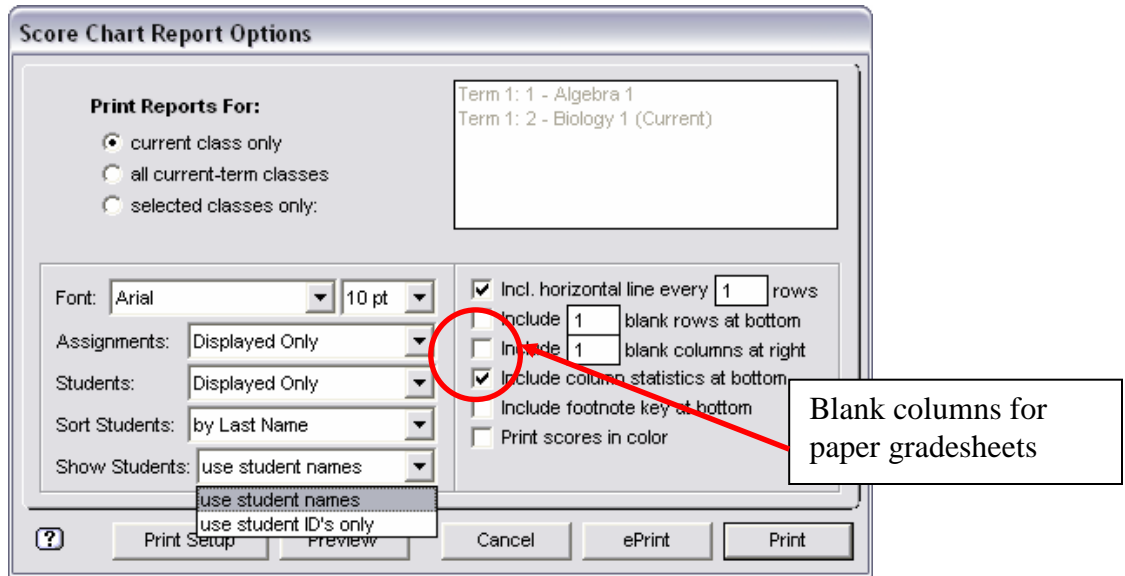 Score Chart Report Options
Print Reports For:
current class only
all current-term classes
selected classes only:
Term 1: 1 - Algebra 1
Term 1: 2 - Biology 1 (Current)
Font: Arial 10 pt
Assignments: Displayed Only
Students: Displayed Only
Sort Students: by Last Name
Show Students: use student names
use student names
use student ID's only
Incl. horizontal line every 1 rows
Include 1 blank rows at bottom
Include 1 blank columns at right
Include column statistics at bottom
Include footnote key at bottom
Print scores in color
Blank columns for
paper gradesheets
? Print Setup Preview Cancel ePrint Print